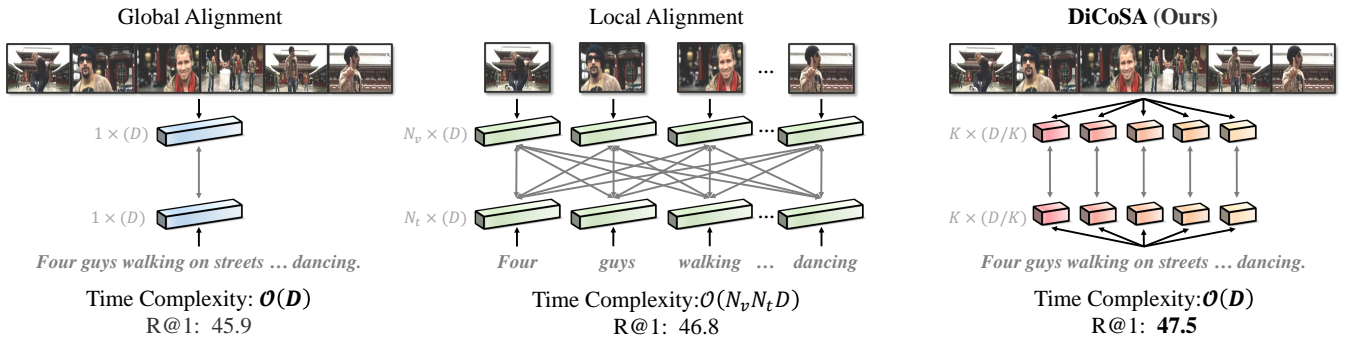 Global Alignment
1 × (D)
1 × (D)
Four guys walking on streets … dancing.
Time Complexity: O(D)
R@1: 45.9
Local Alignment
...
N_v × (D)
...
N_t × (D)
...
Four guys walking … dancing
Time Complexity:O(N_vN_tD)
R@1: 46.8
DiCoSA (Ours)
K × (D/K)
K × (D/K)
Four guys walking on streets … dancing.
Time Complexity:O(D)
R@1: 47.5